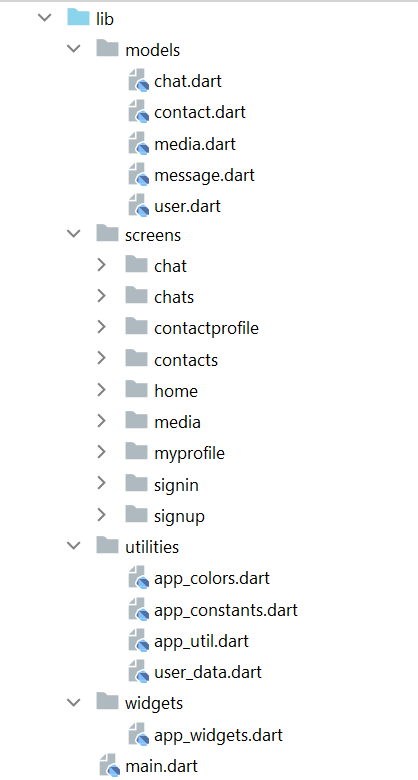 lib
models
chat.dart
contact.dart
media.dart
message.dart
user.dart
screens
chat
chats
contactprofile
contacts
home
media
myprofile
signin
signup
utilities
app_colors.dart
app_constants.dart
app_util.dart
user_data.dart
widgets
app_widgets.dart
main.dart